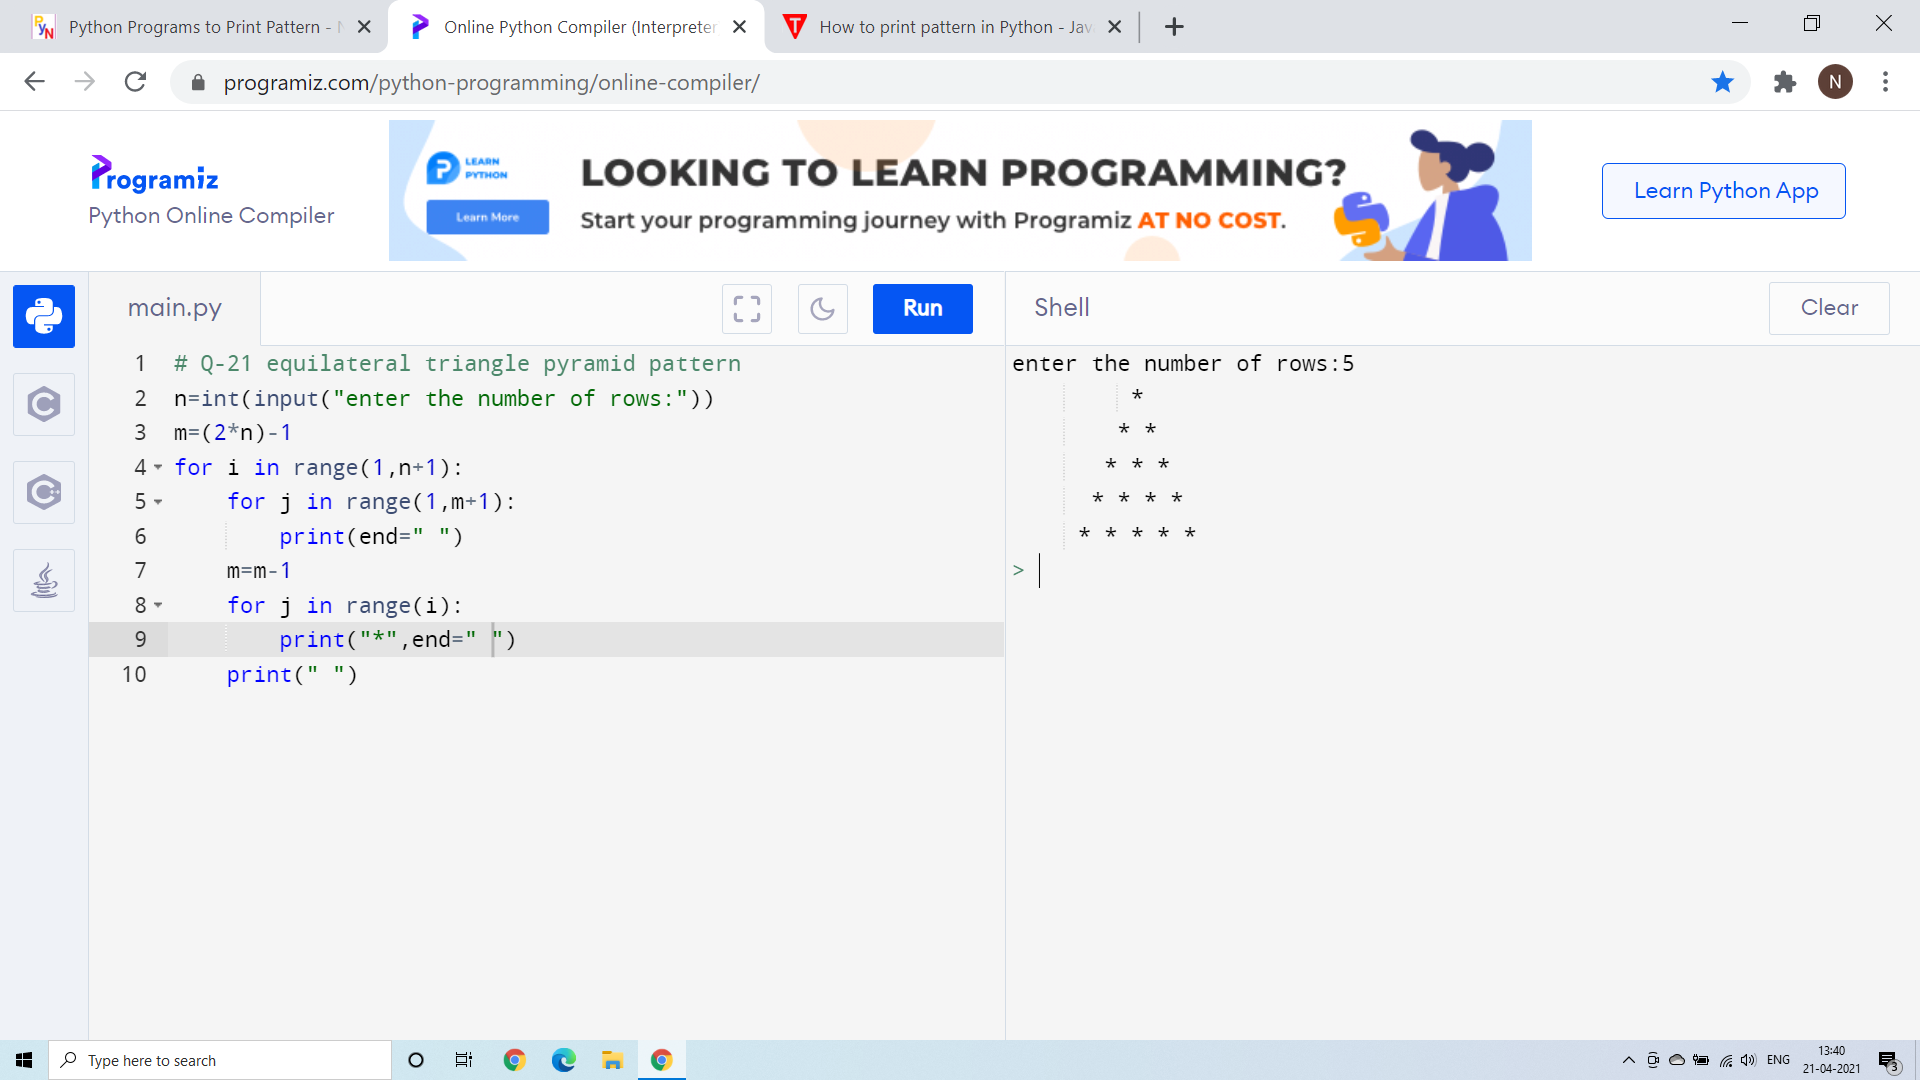 Python Programs to Print Pattern -
Online Python Compiler (Interpreter
How to print pattern in Python - Jav
programiz.com/python-programming/online-compiler/
N
Programiz
Python Online Compiler
LEARN
PYTHON
Learn More
LOOKING TO LEARN PROGRAMMING?
Start your programming journey with Programiz AT NO COST.
Learn Python App
main.py
Run
Shell
Clear
1 # Q-21 equilateral triangle pyramid pattern
2 n=int(input("enter the number of rows:"))
3 m=(2*n)-1
4 for i in range(1,n+1):
5     for j in range(1,m+1):
6         print(end=" ")
7     m=m-1
8     for j in range(i):
9         print("*",end=" ")
10     print(" ")
enter the number of rows:5
         *
        * *
       * * *
      * * * *
     * * * * *
>
Type here to search
ENG
13:40
21-04-2021
3